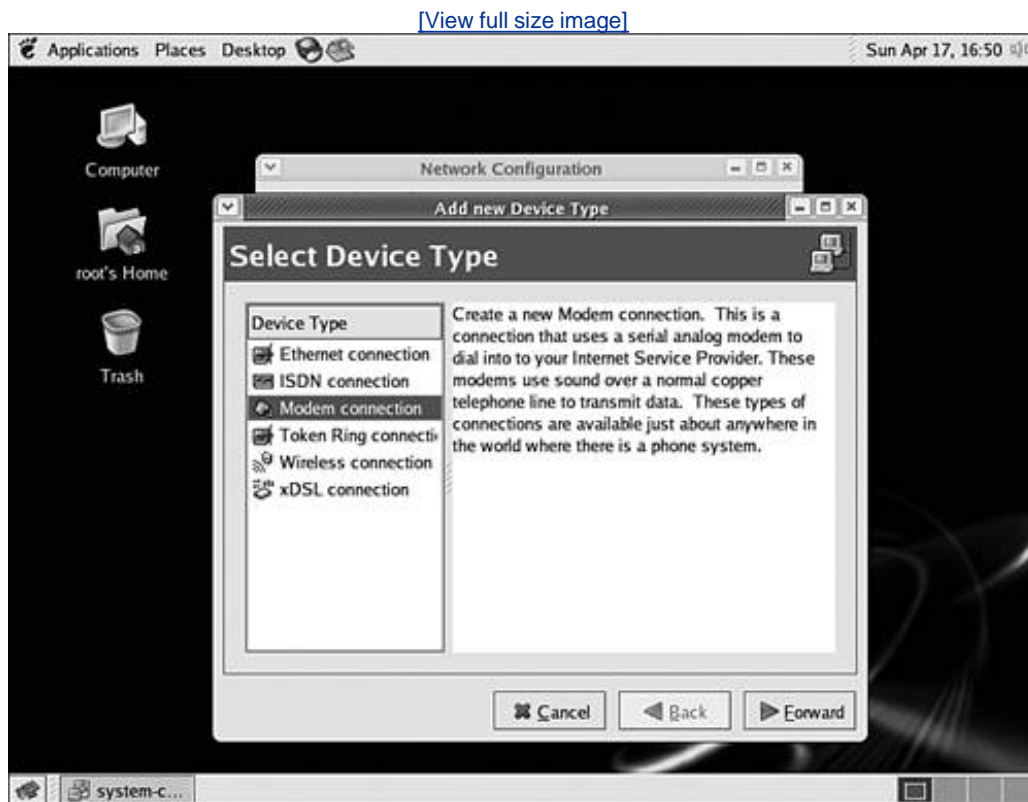 [View full size image]
Applications Places Desktop
Sun Apr 17, 16:50
Computer
root's Home
Trash
Network Configuration
Add new Device Type
Select Device Type
Device Type
Ethernet connection
ISDN connection
Modem connection
Token Ring connecti
Wireless connection
xDSL connection
Create a new Modem connection. This is a
connection that uses a serial analog modem to
dial into to your Internet Service Provider. These
modems use sound over a normal copper
telephone line to transmit data. These types of
connections are available just about anywhere in
the world where there is a phone system.
Cancel
Back
Forward
system-c...